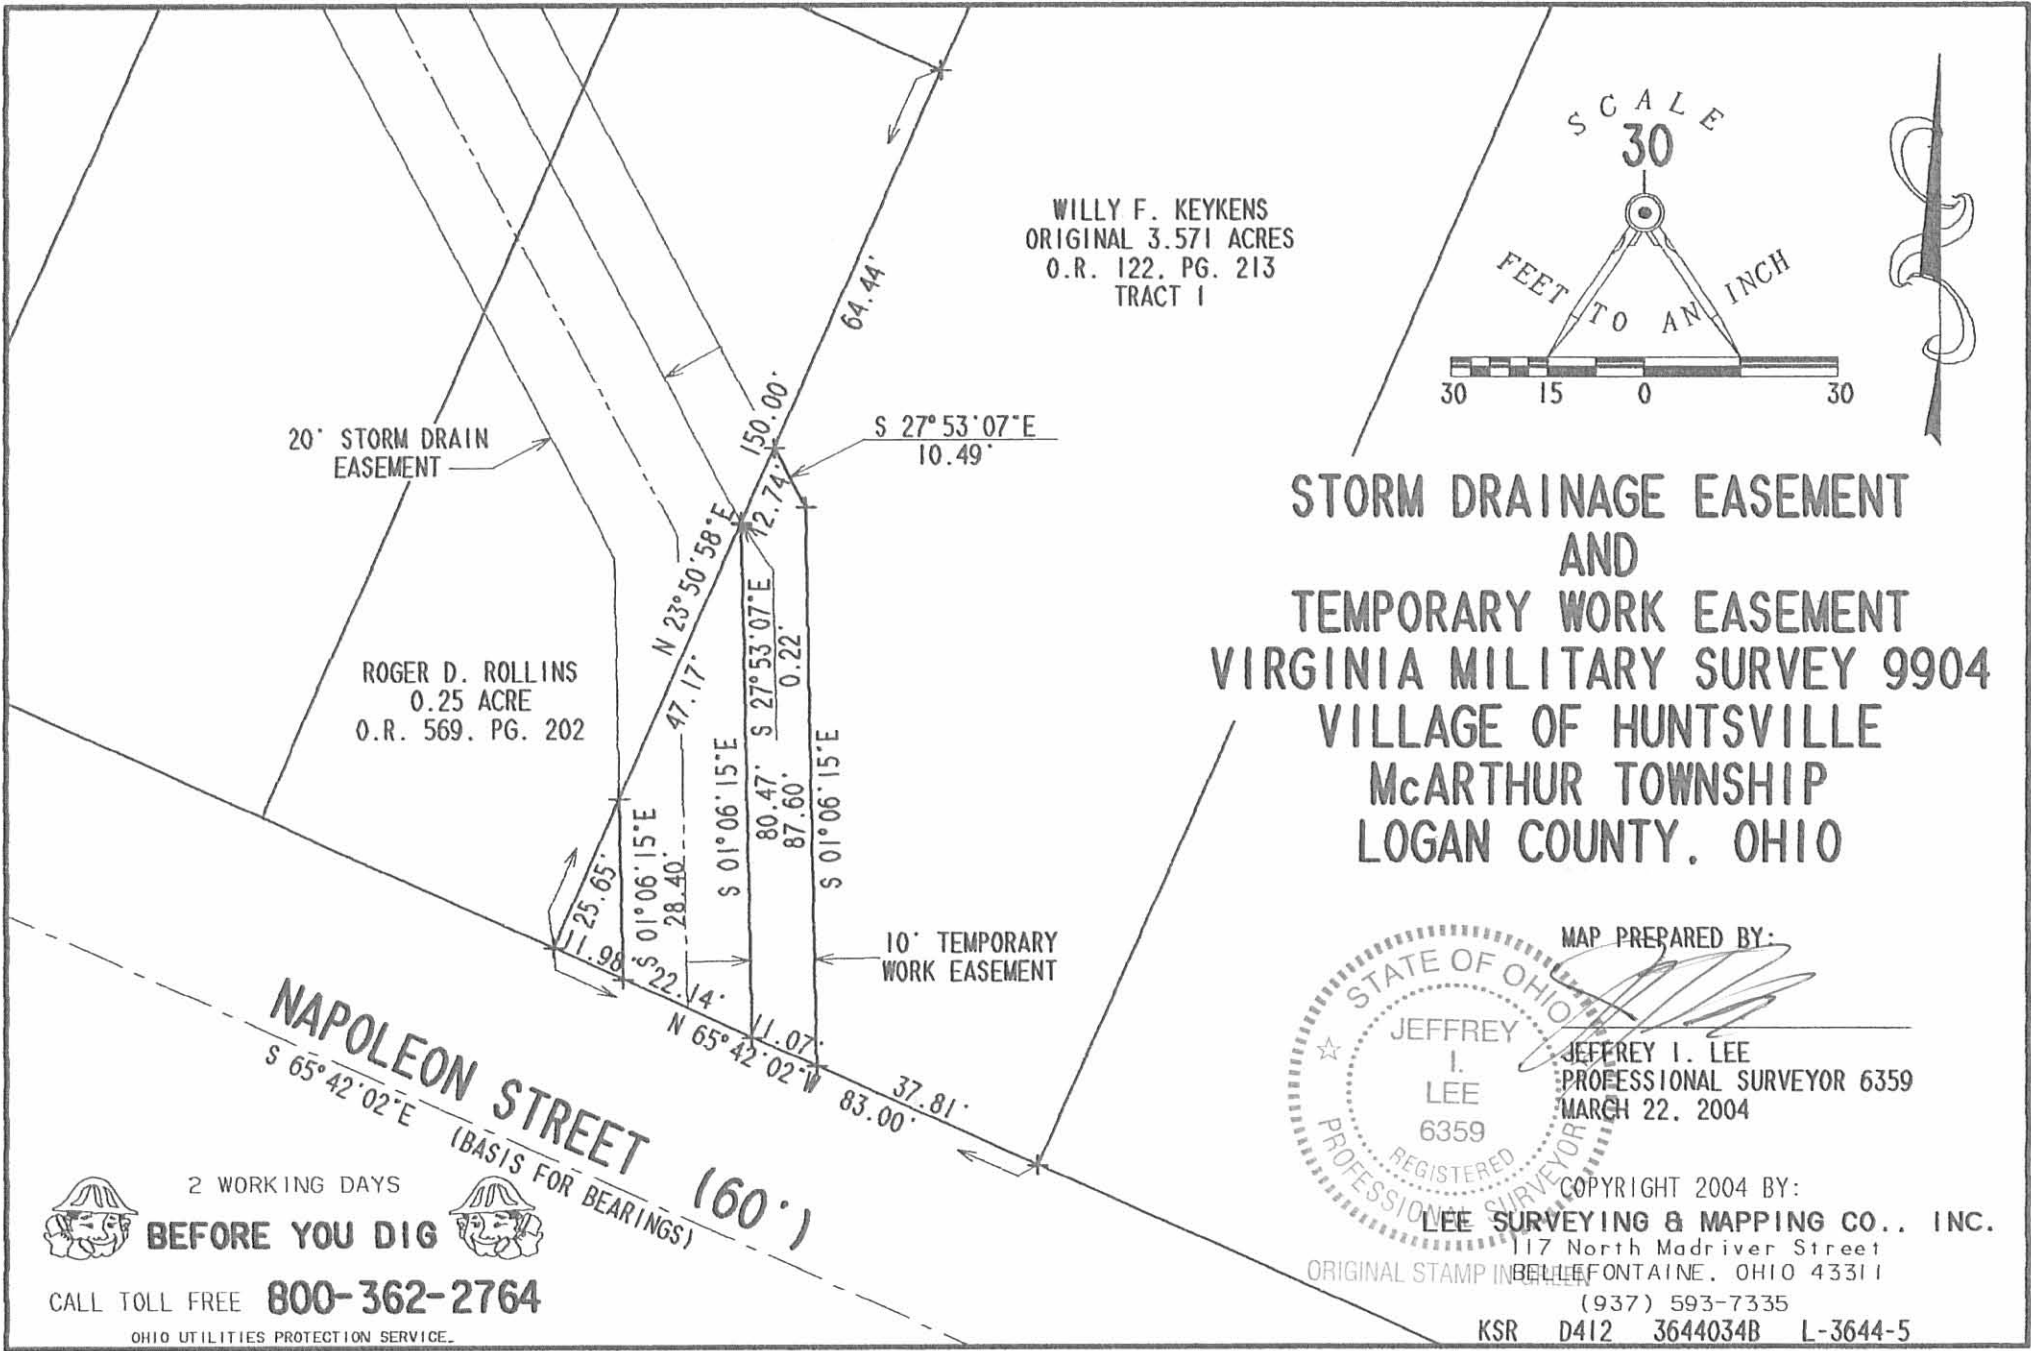 SCALE
30
FEET TO AN INCH
30 15 0 30
WILLY F. KEYKENS
ORIGINAL 3.571 ACRES
O.R. 122. PG. 213
TRACT 1
64.44'
150.00'
S 27°53'07"E
10.49'
12.74'
20' STORM DRAIN
EASEMENT
N 23°50'58"E
47.17'
S 27°53'07"E
0.22'
ROGER D. ROLLINS
0.25 ACRE
O.R. 569. PG. 202
S 01°06'15"E
80.47'
87.60'
S 01°06'15"E
S 01°06'15"E
28.40'
25.65'
11.98'
22.14'
11.07'
N 65°42'02"W
37.81'
83.00'
10' TEMPORARY
WORK EASEMENT
STORM DRAINAGE EASEMENT
AND
TEMPORARY WORK EASEMENT
VIRGINIA MILITARY SURVEY 9904
VILLAGE OF HUNTSVILLE
McARTHUR TOWNSHIP
LOGAN COUNTY. OHIO
NAPOLEON STREET (60')
S 65°42'02"E (BASIS FOR BEARINGS)
2 WORKING DAYS
BEFORE YOU DIG
CALL TOLL FREE 800-362-2764
OHIO UTILITIES PROTECTION SERVICE.
MAP PREPARED BY:
STATE OF OHIO
JEFFREY
I.
LEE
6359
REGISTERED
PROFESSIONAL SURVEYOR
JEFFREY I. LEE
PROFESSIONAL SURVEYOR 6359
MARCH 22. 2004
COPYRIGHT 2004 BY:
LEE SURVEYING & MAPPING CO.. INC.
117 North Madriver Street
ORIGINAL STAMP IN GREEN
BELLEFONTAINE. OHIO 43311
(937) 593-7335
KSR D412 3644034B L-3644-5